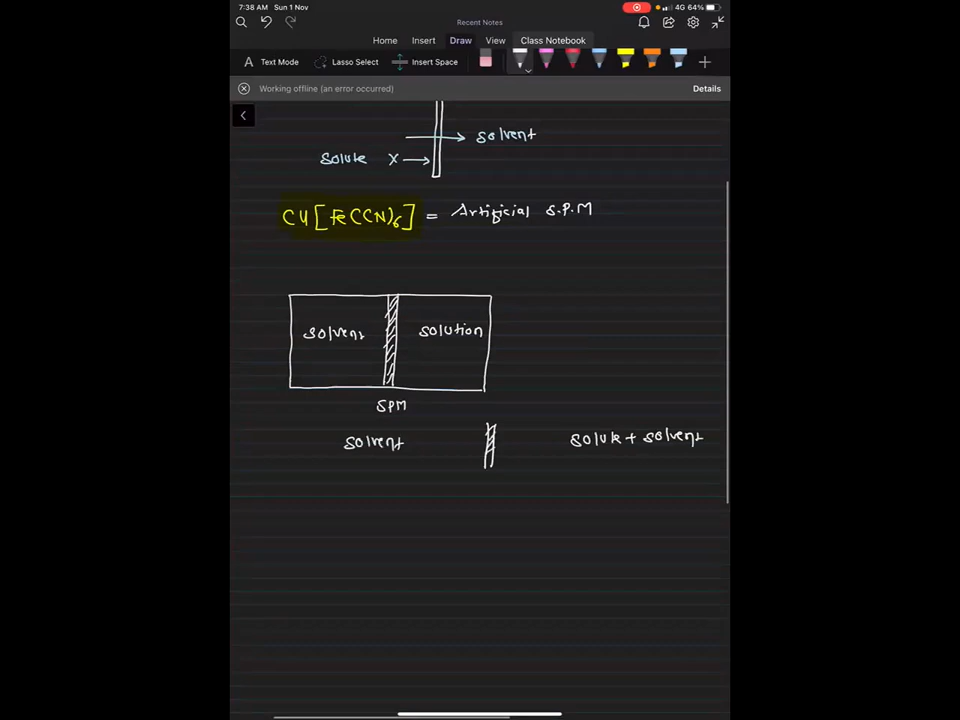 7:38 AM Sun 1 Nov
4G 64%
Recent Notes
Home Insert Draw View Class Notebook
Text Mode Lasso Select Insert Space
Working offline (an error occurred) Details
solvent
solute X
CU[Fe(CN)6] = Artificial S.P.M
solvent solution
SPM
solvent solute + solvent